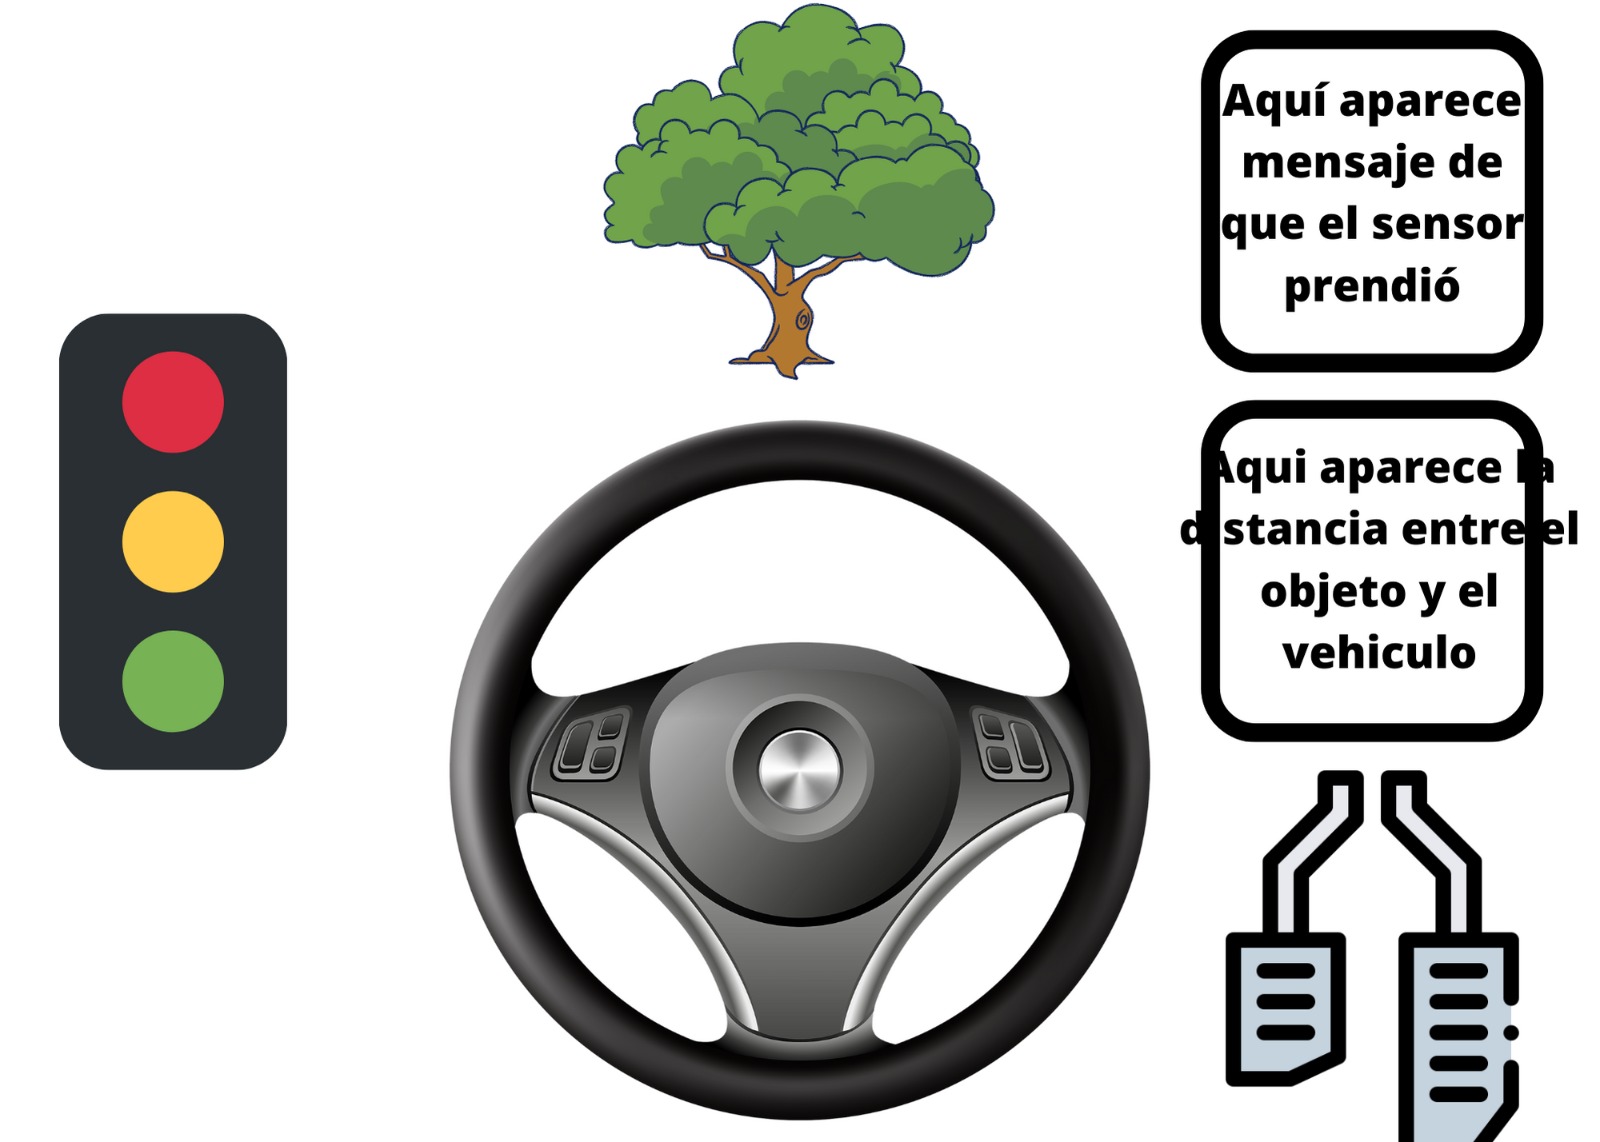 Aquí aparece
mensaje de
que el sensor
prendió
Aqui aparece la
distancia entre el
objeto y el
vehiculo